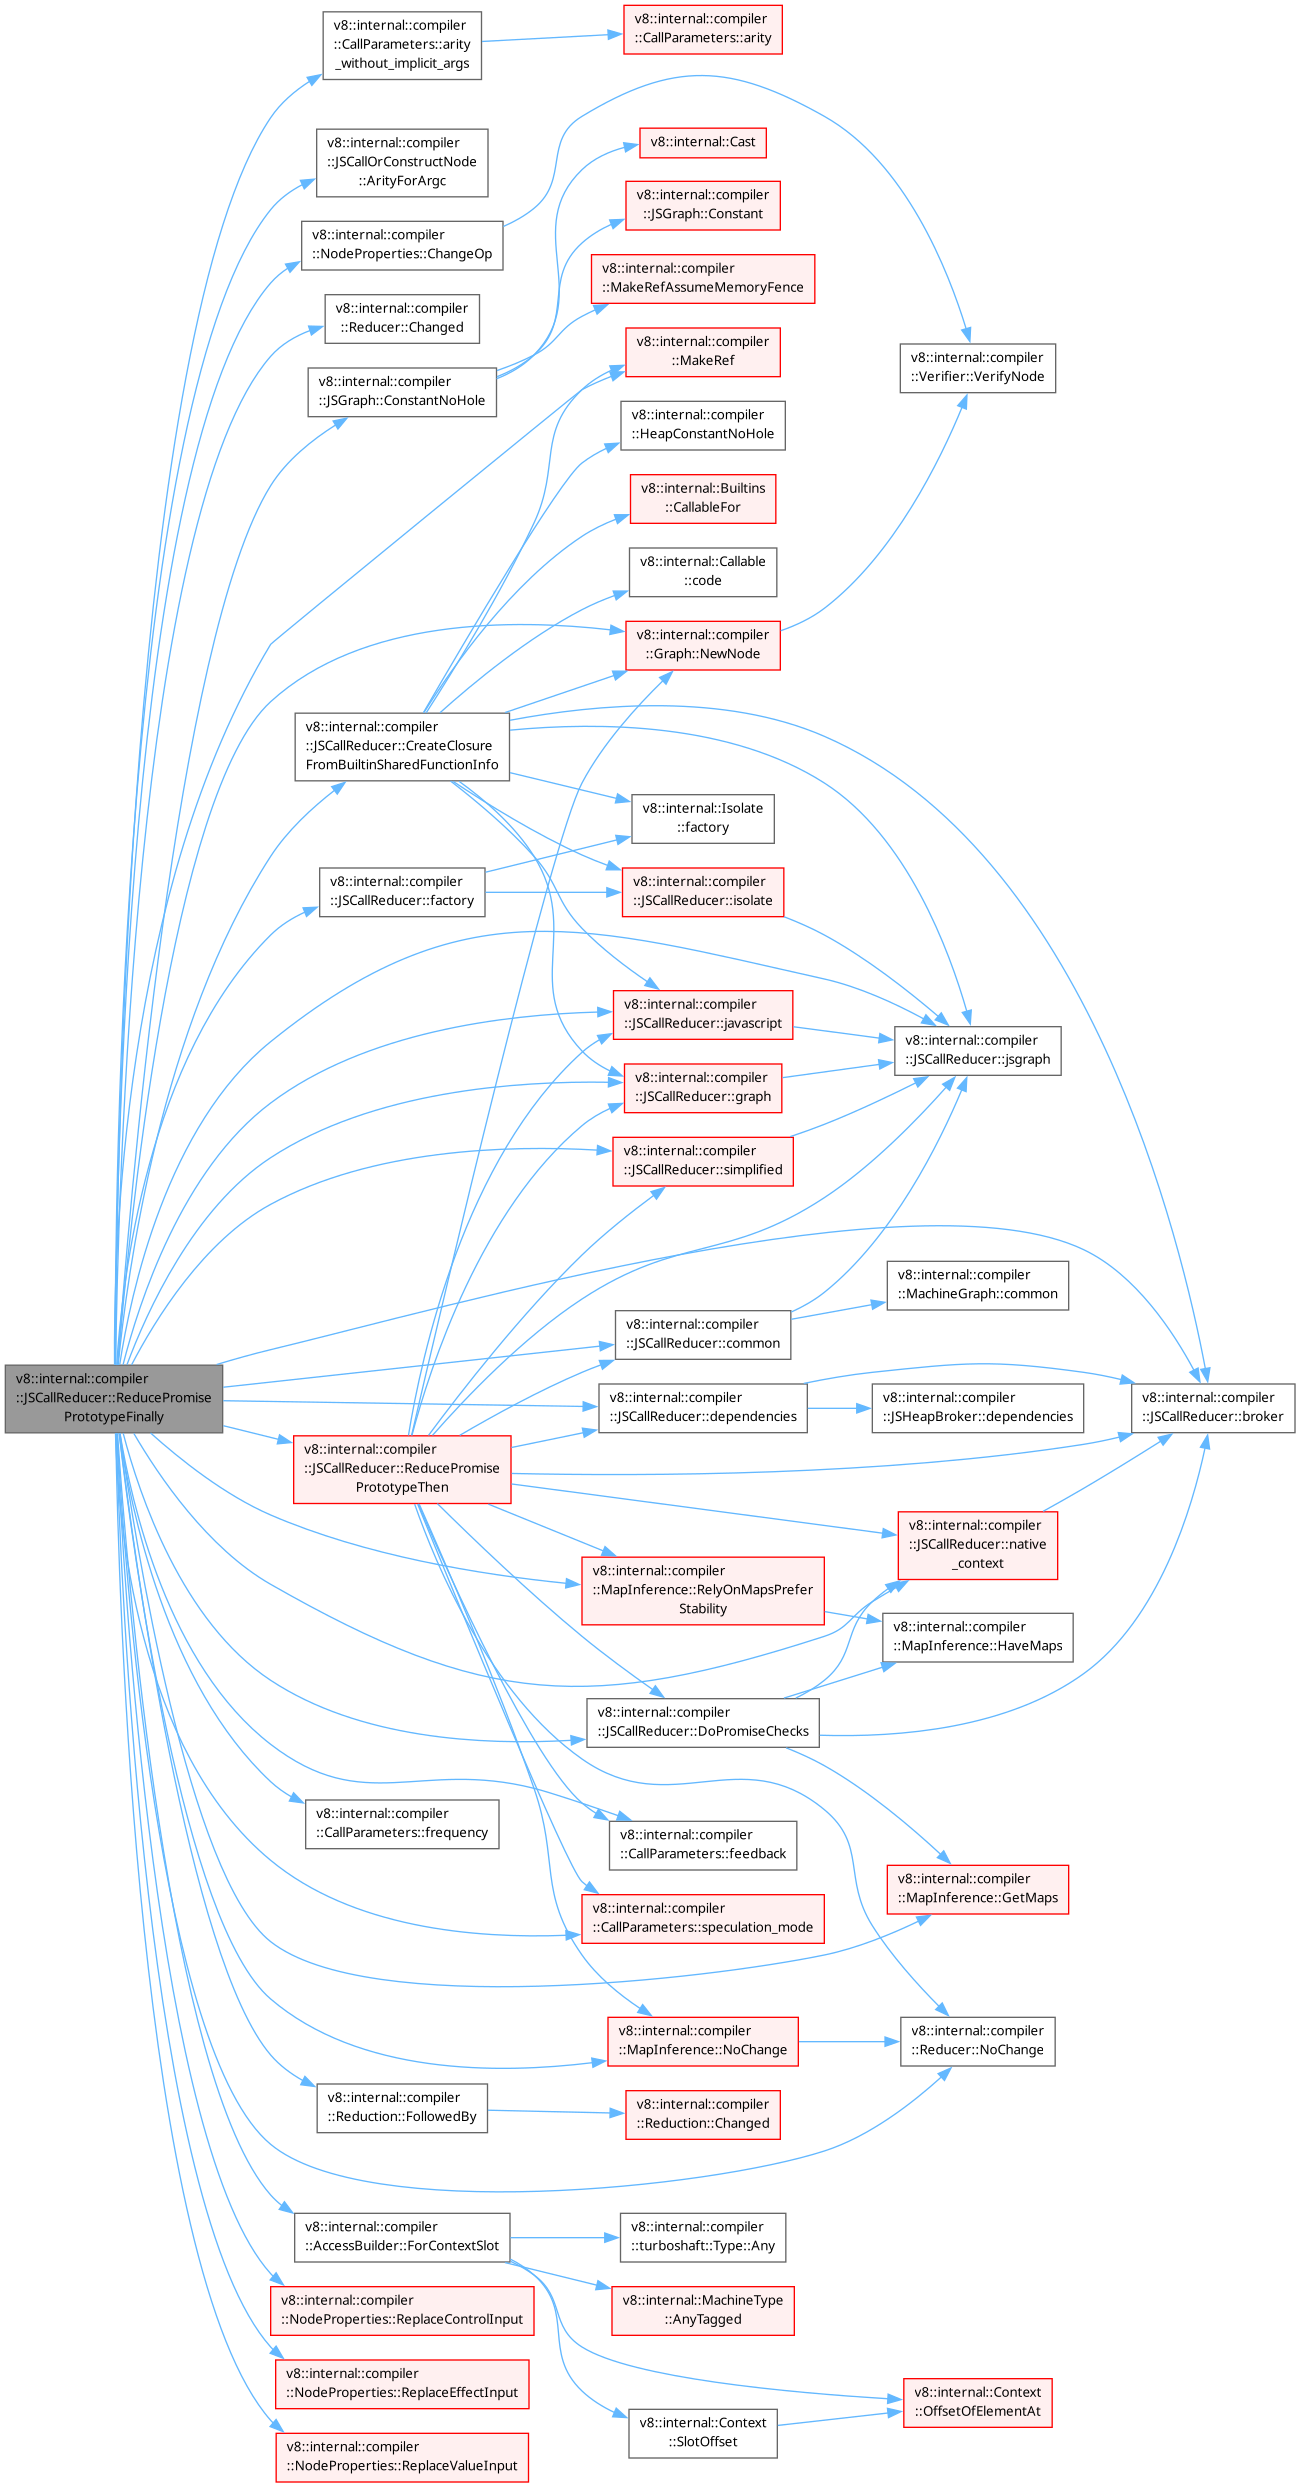 v8::internal::compiler
::CallParameters::arity
_without_implicit_args
v8::internal::compiler
::CallParameters::arity
v8::internal::compiler
::JSCallOrConstructNode
::ArityForArgc
v8::internal::Cast
v8::internal::compiler
::JSGraph::Constant
v8::internal::compiler
::NodeProperties::ChangeOp
v8::internal::compiler
::MakeRefAssumeMemoryFence
v8::internal::compiler
::Reducer::Changed
v8::internal::compiler
::MakeRef
v8::internal::compiler
::Verifier::VerifyNode
v8::internal::compiler
::JSGraph::ConstantNoHole
v8::internal::compiler
::HeapConstantNoHole
v8::internal::Builtins
::CallableFor
v8::internal::Callable
::code
v8::internal::compiler
::Graph::NewNode
v8::internal::compiler
::JSCallReducer::CreateClosure
FromBuiltinSharedFunctionInfo
v8::internal::Isolate
::factory
v8::internal::compiler
::JSCallReducer::factory
v8::internal::compiler
::JSCallReducer::isolate
v8::internal::compiler
::JSCallReducer::javascript
v8::internal::compiler
::JSCallReducer::jsgraph
v8::internal::compiler
::JSCallReducer::graph
v8::internal::compiler
::JSCallReducer::simplified
v8::internal::compiler
::MachineGraph::common
v8::internal::compiler
::JSCallReducer::common
v8::internal::compiler
::JSCallReducer::ReducePromise
PrototypeFinally
v8::internal::compiler
::JSCallReducer::dependencies
v8::internal::compiler
::JSHeapBroker::dependencies
v8::internal::compiler
::JSCallReducer::broker
v8::internal::compiler
::JSCallReducer::ReducePromise
PrototypeThen
v8::internal::compiler
::JSCallReducer::native
_context
v8::internal::compiler
::MapInference::RelyOnMapsPrefer
Stability
v8::internal::compiler
::MapInference::HaveMaps
v8::internal::compiler
::JSCallReducer::DoPromiseChecks
v8::internal::compiler
::CallParameters::frequency
v8::internal::compiler
::CallParameters::feedback
v8::internal::compiler
::MapInference::GetMaps
v8::internal::compiler
::CallParameters::speculation_mode
v8::internal::compiler
::MapInference::NoChange
v8::internal::compiler
::Reducer::NoChange
v8::internal::compiler
::Reduction::FollowedBy
v8::internal::compiler
::Reduction::Changed
v8::internal::compiler
::AccessBuilder::ForContextSlot
v8::internal::compiler
::turboshaft::Type::Any
v8::internal::compiler
::NodeProperties::ReplaceControlInput
v8::internal::MachineType
::AnyTagged
v8::internal::compiler
::NodeProperties::ReplaceEffectInput
v8::internal::Context
::OffsetOfElementAt
v8::internal::Context
::SlotOffset
v8::internal::compiler
::NodeProperties::ReplaceValueInput